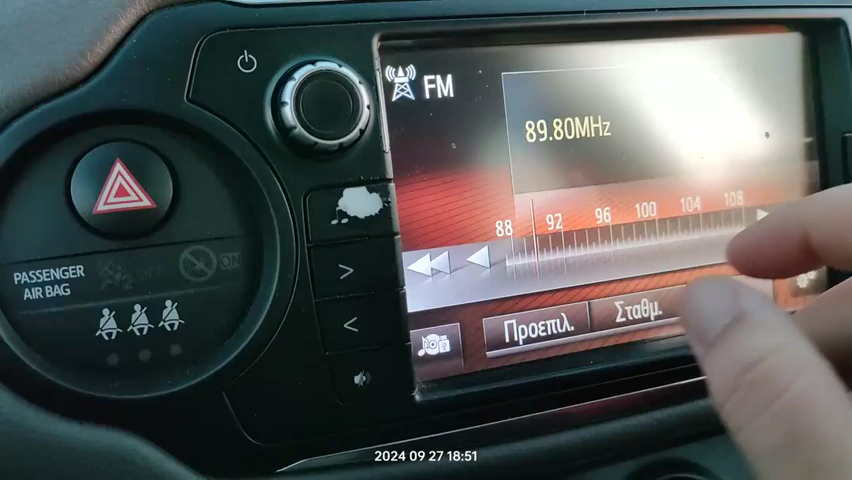 FM
89.80MHz
88 92 96 100 104 108
PASSENGER
AIR BAG
2 OFF
ON
Προεπιλ.
Σταθμ.
2024 09 27 18:51